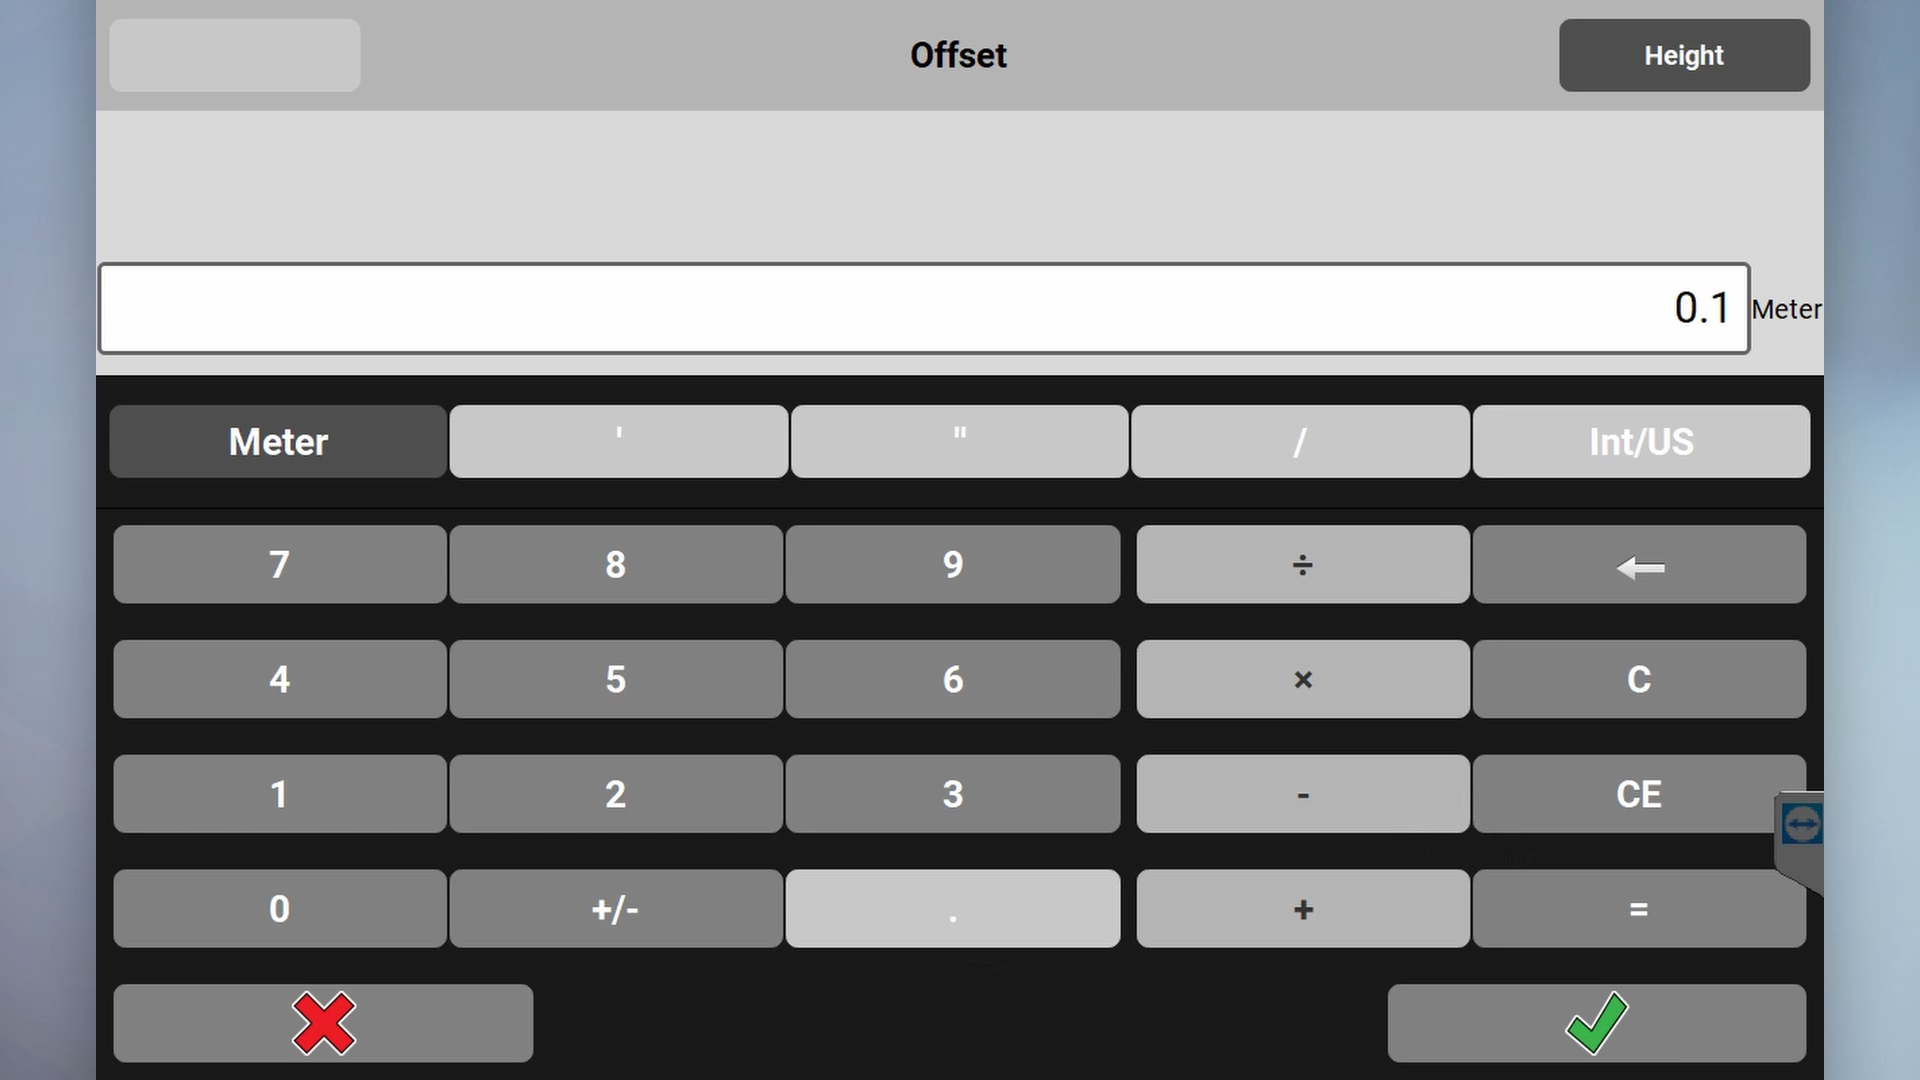 Offset
Height
0.1 Meter
Meter ' " / Int/US
7 8 9 ÷
4 5 6 × C
1 2 3 - CE
0 +/- . + =